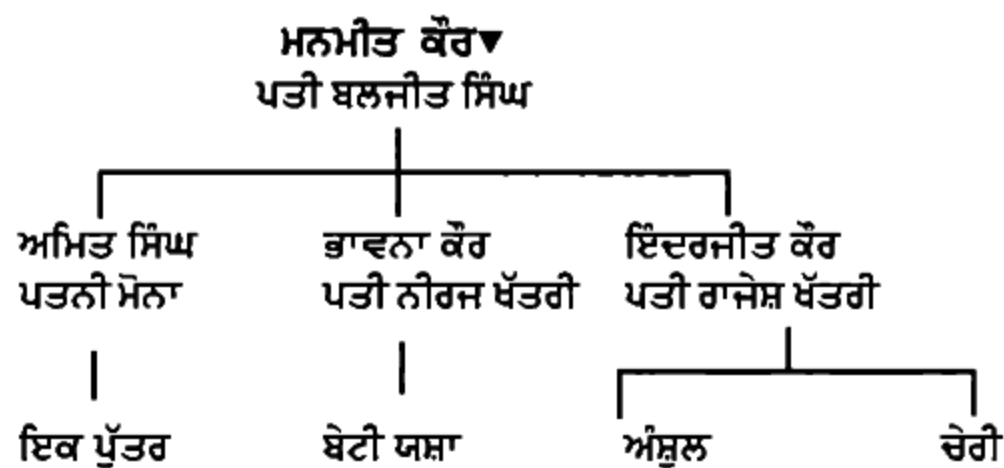 ਮਨਮੀਤ ਕੌਰ▼
ਪਤੀ ਬਲਜੀਤ ਸਿੰਘ
ਅਮਿਤ ਸਿੰਘ ਭਾਵਨਾ ਕੌਰ ਇੰਦਰਜੀਤ ਕੌਰ
ਪਤਨੀ ਮੋਨਾ ਪਤੀ ਨੀਰਜ ਖੱਤਰੀ ਪਤੀ ਰਾਜੇਸ਼ ਖੱਤਰੀ
ਇਕ ਪੁੱਤਰ ਬੇਟੀ ਯਸ਼ਾ ਅੰਸ਼ੁਲ ਚੇਰੀ